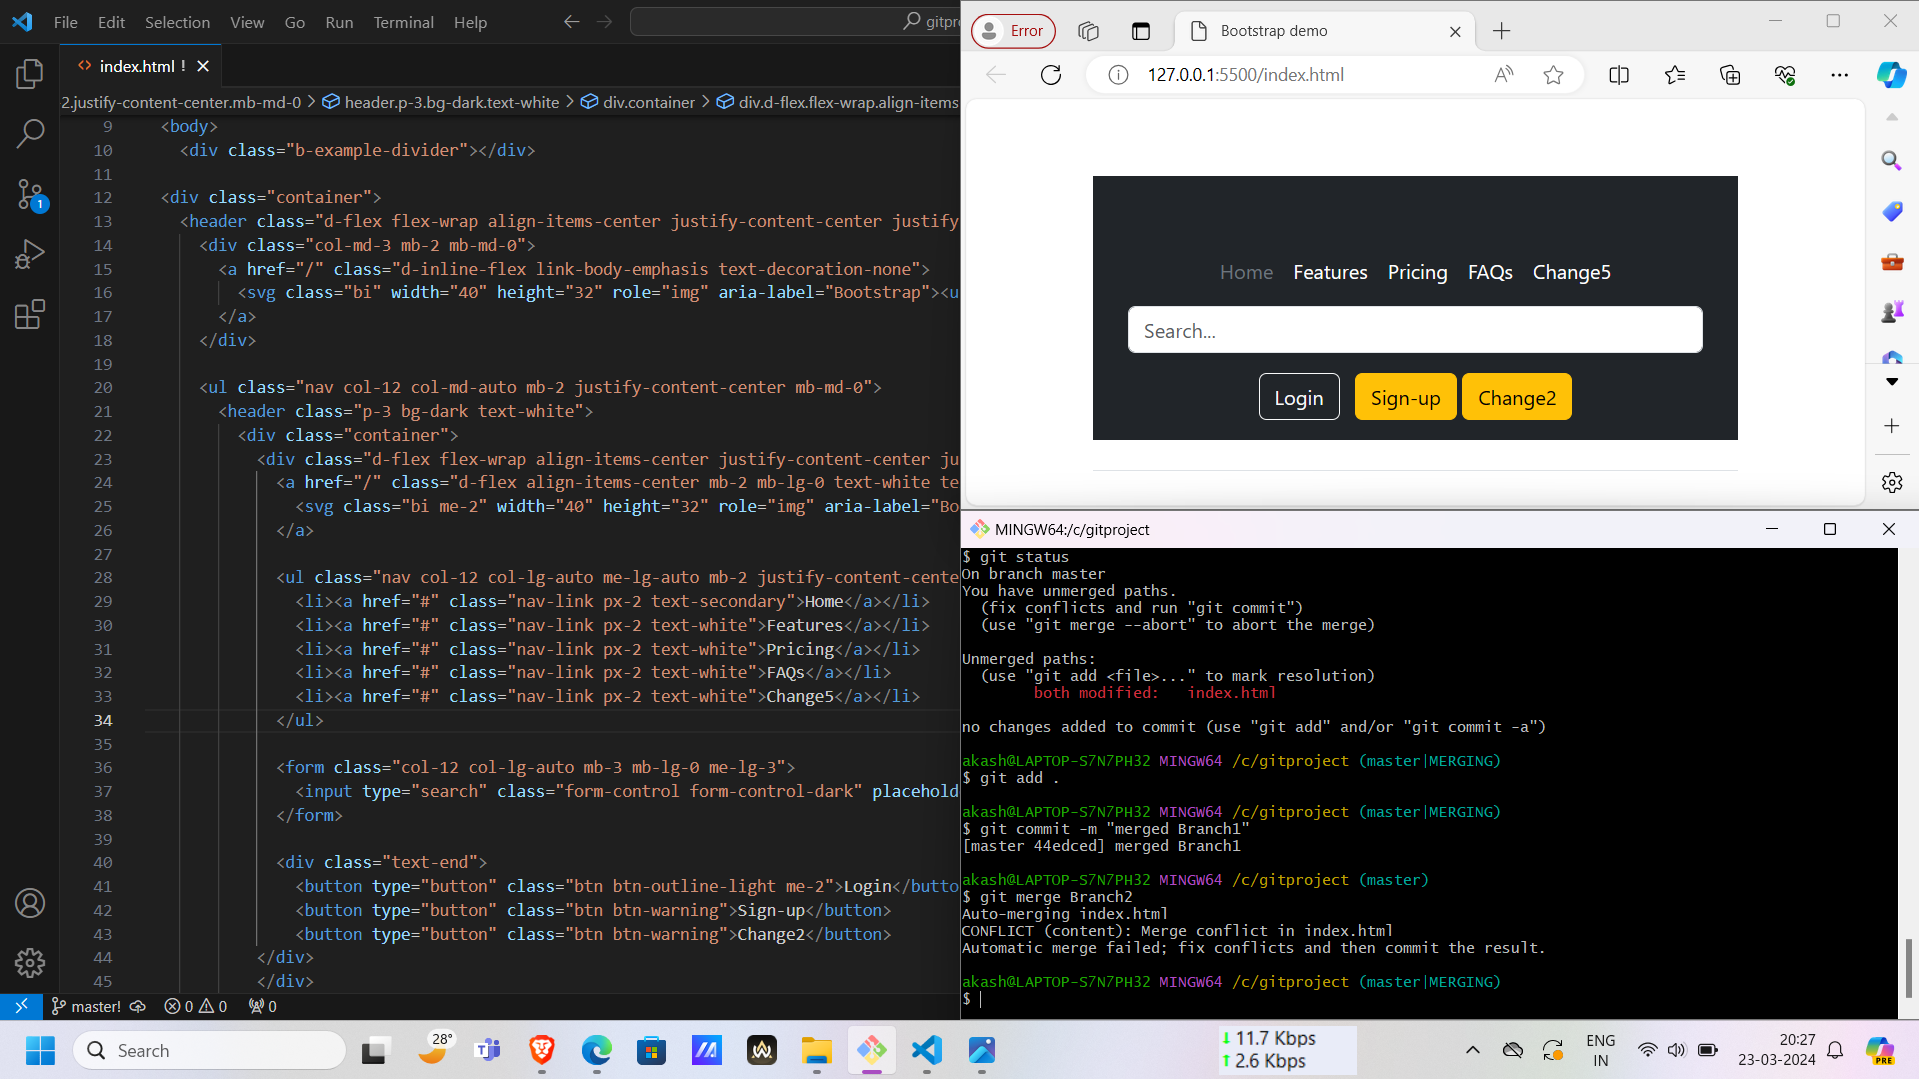 File Edit Selection View Go Run Terminal Help
gitpro
index.html !
2.justify-content-center.mb-md-0 > header.p-3.bg-dark.text-white > div.container > div.d-flex.flex-wrap.align-items
9 <body>
10 <div class="b-example-divider"></div>
11
12 <div class="container">
13 <header class="d-flex flex-wrap align-items-center justify-content-center justify
14 <div class="col-md-3 mb-2 mb-md-0">
15 <a href="/" class="d-inline-flex link-body-emphasis text-decoration-none">
16 <svg class="bi" width="40" height="32" role="img" aria-label="Bootstrap"><u
17 </a>
18 </div>
19
20 <ul class="nav col-12 col-md-auto mb-2 justify-content-center mb-md-0">
21 <header class="p-3 bg-dark text-white">
22 <div class="container">
23 <div class="d-flex flex-wrap align-items-center justify-content-center ju
24 <a href="/" class="d-flex align-items-center mb-2 mb-lg-0 text-white te
25 <svg class="bi me-2" width="40" height="32" role="img" aria-label="Bo
26 </a>
27
28 <ul class="nav col-12 col-lg-auto me-lg-auto mb-2 justify-content-cente
29 <li><a href="#" class="nav-link px-2 text-secondary">Home</a></li>
30 <li><a href="#" class="nav-link px-2 text-white">Features</a></li>
31 <li><a href="#" class="nav-link px-2 text-white">Pricing</a></li>
32 <li><a href="#" class="nav-link px-2 text-white">FAQs</a></li>
33 <li><a href="#" class="nav-link px-2 text-white">Change5</a></li>
34 </ul>
35
36 <form class="col-12 col-lg-auto mb-3 mb-lg-0 me-lg-3">
37 <input type="search" class="form-control form-control-dark" placehold
38 </form>
39
40 <div class="text-end">
41 <button type="button" class="btn btn-outline-light me-2">Login</butto
42 <button type="button" class="btn btn-warning">Sign-up</button>
43 <button type="button" class="btn btn-warning">Change2</button>
44 </div>
45 </div>
1
master! 0 0 0
Error
Bootstrap demo
127.0.0.1:5500/index.html
Home Features Pricing FAQs Change5
Search...
Login Sign-up Change2
MINGW64:/c/gitproject
$ git status
On branch master
You have unmerged paths.
(fix conflicts and run "git commit")
(use "git merge --abort" to abort the merge)
Unmerged paths:
(use "git add <file>..." to mark resolution)
both modified: index.html
no changes added to commit (use "git add" and/or "git commit -a")
akash@LAPTOP-S7N7PH32 MINGW64 /c/gitproject (master|MERGING)
$ git add .
akash@LAPTOP-S7N7PH32 MINGW64 /c/gitproject (master|MERGING)
$ git commit -m "merged Branch1"
[master 44edced] merged Branch1
akash@LAPTOP-S7N7PH32 MINGW64 /c/gitproject (master)
$ git merge Branch2
Auto-merging index.html
CONFLICT (content): Merge conflict in index.html
Automatic merge failed; fix conflicts and then commit the result.
akash@LAPTOP-S7N7PH32 MINGW64 /c/gitproject (master|MERGING)
$
Search
28°
11.7 Kbps
2.6 Kbps
ENG
IN
20:27
23-03-2024
PRE